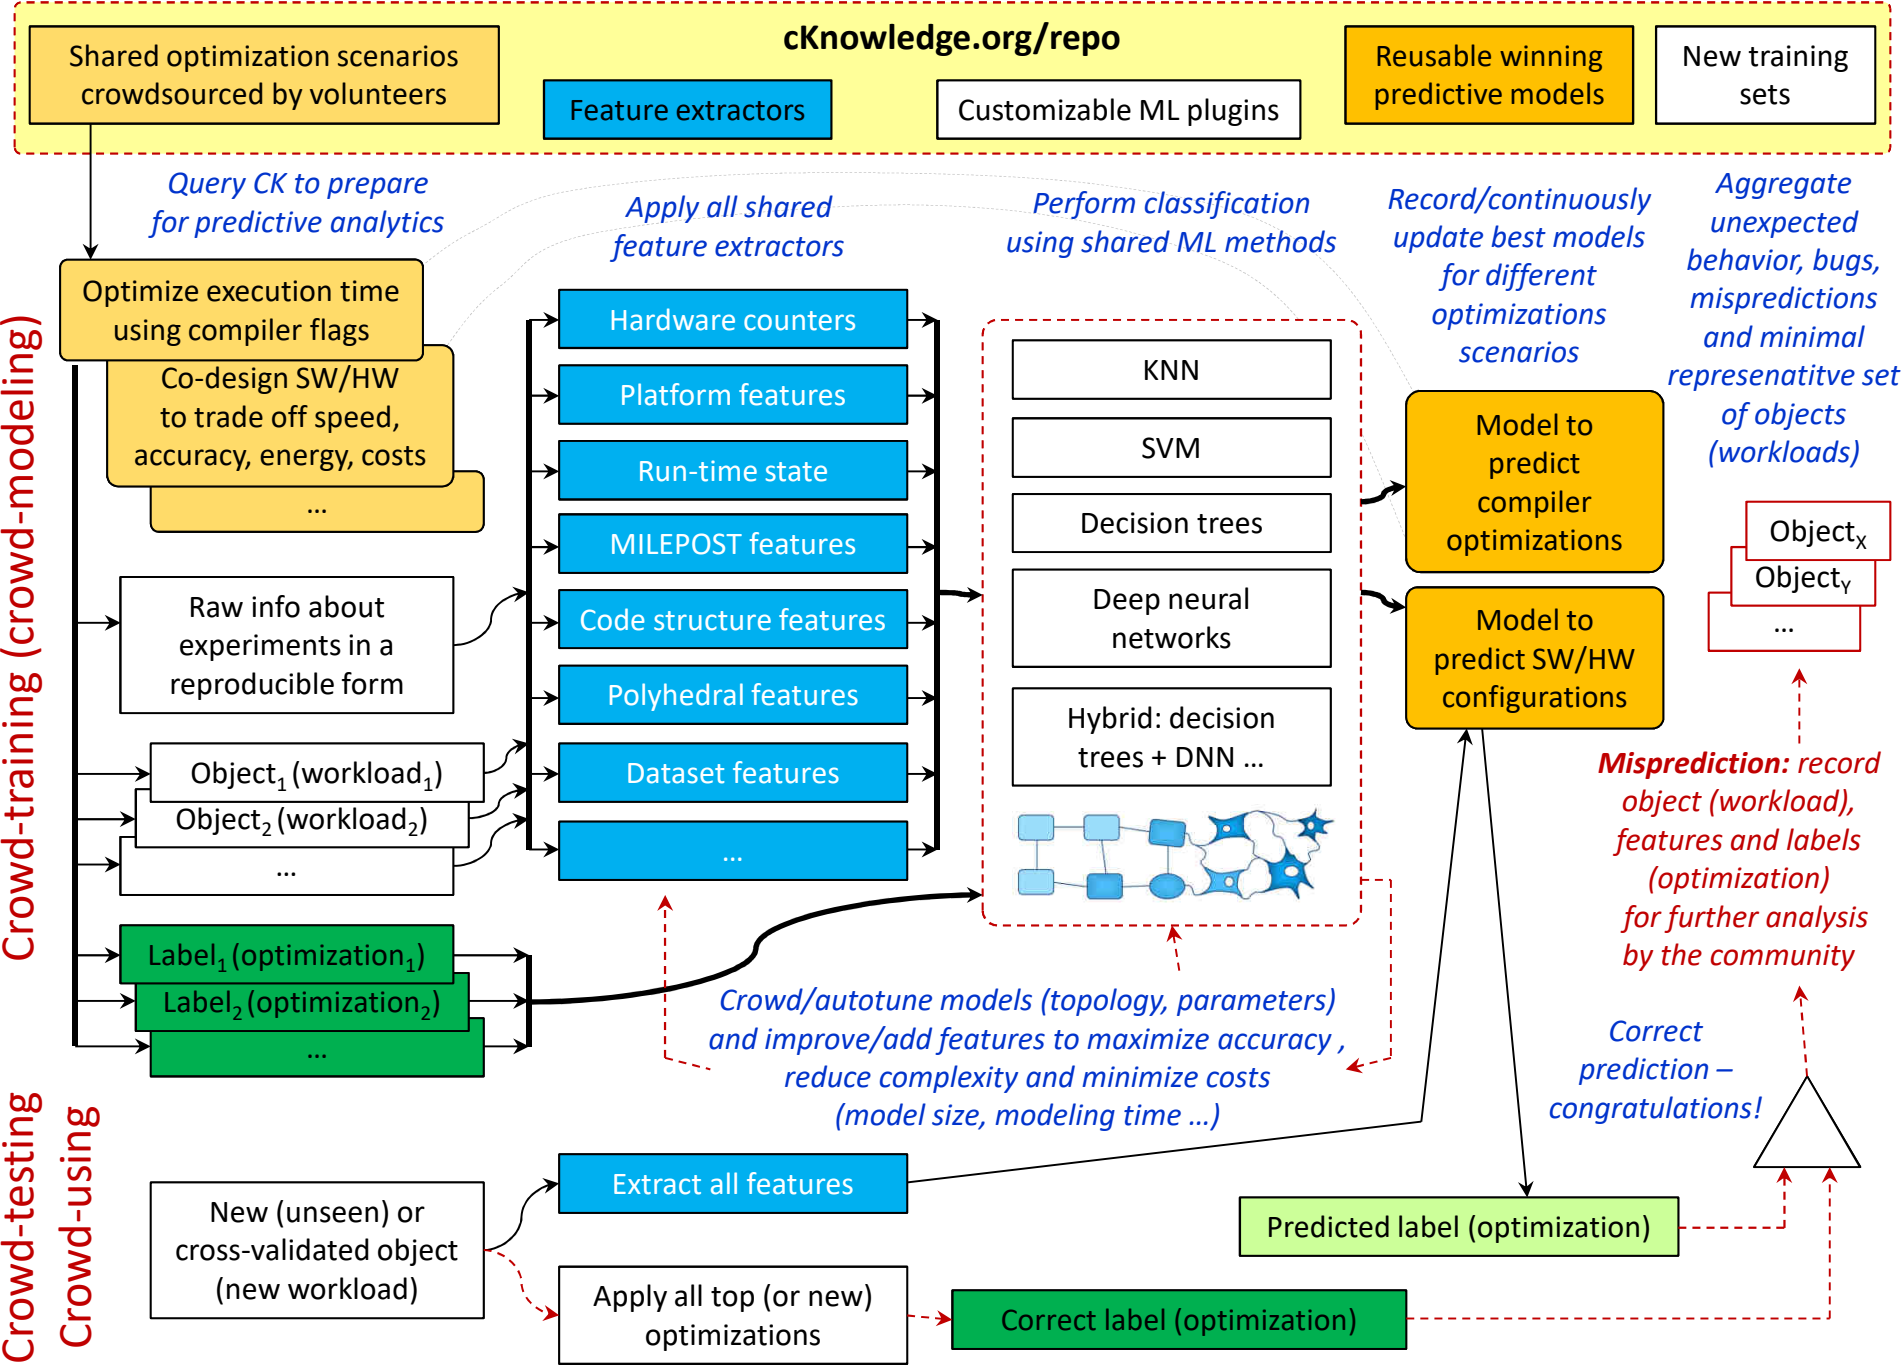 cKnowledge.org/repo
Shared optimization scenarios
crowdsourced by volunteers
Feature extractors
Customizable ML plugins
Reusable winning
predictive models
New training
sets
Query CK to prepare
for predictive analytics
Apply all shared
feature extractors
Perform classification
using shared ML methods
Record/continuously
update best models
for different
optimizations
scenarios
Aggregate
unexpected
behavior, bugs,
mispredictions
and minimal
represenatitve set
of objects
(workloads)
Crowd-training (crowd-modeling)
Optimize execution time
using compiler flags
Co-design SW/HW
to trade off speed,
accuracy, energy, costs
...
Raw info about
experiments in a
reproducible form
Object1 (workload1)
Object2 (workload2)
...
Label1 (optimization1)
Label2 (optimization2)
...
Hardware counters
Platform features
Run-time state
MILEPOST features
Code structure features
Polyhedral features
Dataset features
...
KNN
SVM
Decision trees
Deep neural
networks
Hybrid: decision
trees + DNN ...
Model to
predict
compiler
optimizations
Model to
predict SW/HW
configurations
ObjectX
ObjectY
...
Misprediction: record
object (workload),
features and labels
(optimization)
for further analysis
by the community
Crowd/autotune models (topology, parameters)
and improve/add features to maximize accuracy ,
reduce complexity and minimize costs
(model size, modeling time ...)
Correct
prediction –
congratulations!
Crowd-testing
Crowd-using
New (unseen) or
cross-validated object
(new workload)
Extract all features
Apply all top (or new)
optimizations
Predicted label (optimization)
Correct label (optimization)